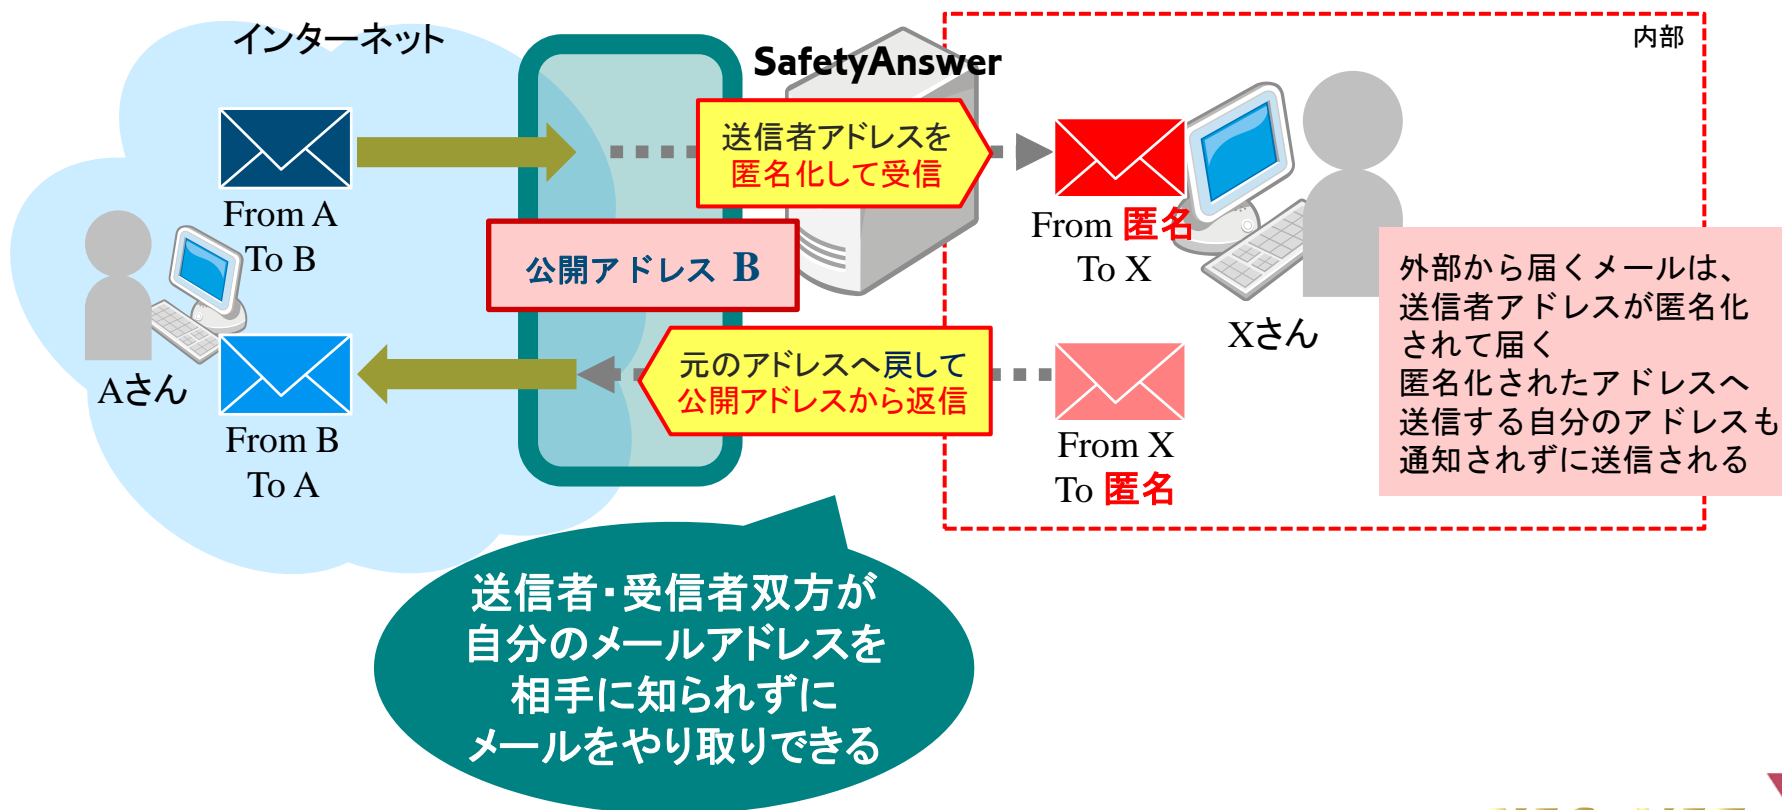 インターネット
SafetyAnswer
内部
送信者アドレスを
匿名化して受信
From A
To B
From 匿名
To X
公開アドレス B
Xさん
外部から届くメールは、
送信者アドレスが匿名化
されて届く
匿名化されたアドレスへ
送信する自分のアドレスも
通知されずに送信される
Aさん
元のアドレスへ戻して
公開アドレスから返信
From B
To A
From X
To 匿名
送信者・受信者双方が
自分のメールアドレスを
相手に知られずに
メールをやり取りできる